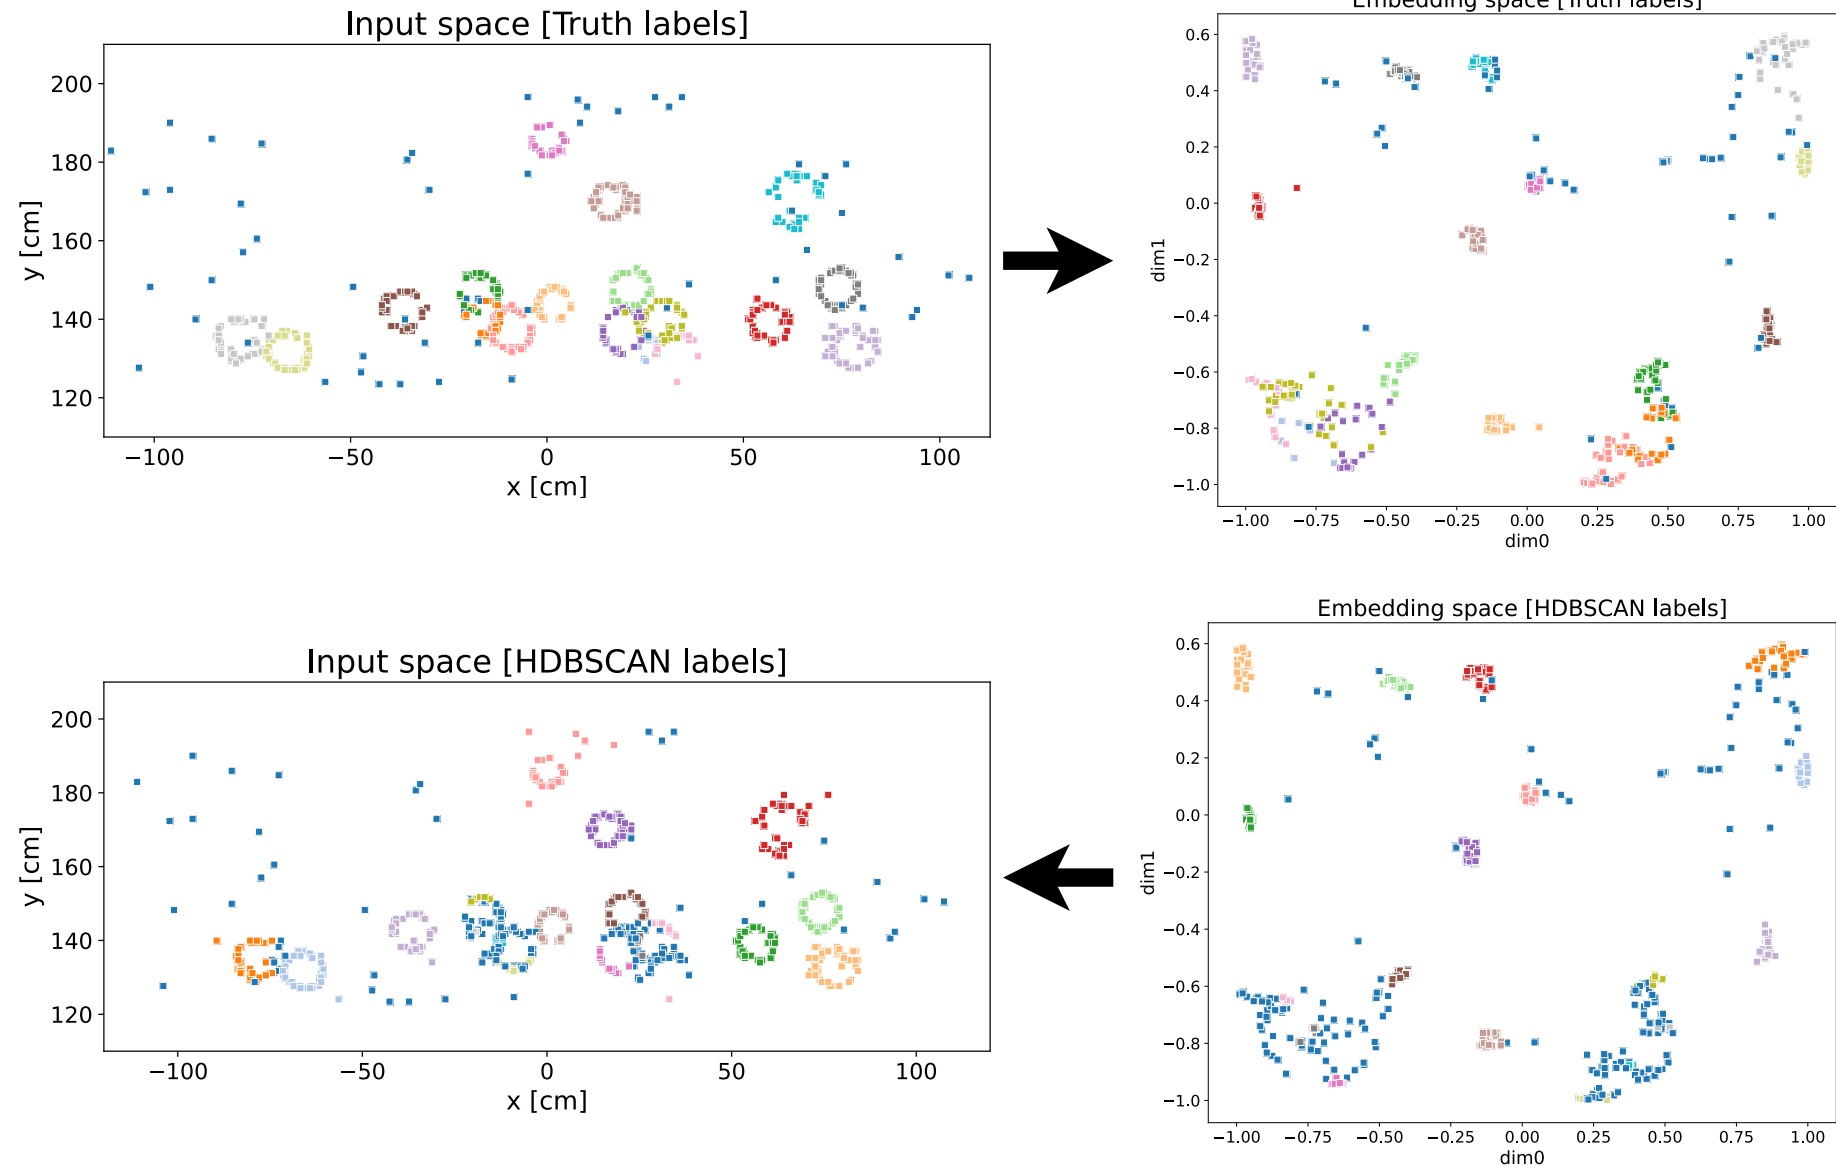 Input space [Truth labels]
200
180
160
140
120
y [cm]
−100 −50 0 50 100
x [cm]
Embedding space [Truth labels]
0.6
0.4
0.2
0.0
−0.2
−0.4
−0.6
−0.8
−1.0
dim1
−1.00 −0.75 −0.50 −0.25 0.00 0.25 0.50 0.75 1.00
dim0
Input space [HDBSCAN labels]
200
180
160
140
120
y [cm]
−100 −50 0 50 100
x [cm]
Embedding space [HDBSCAN labels]
0.6
0.4
0.2
0.0
−0.2
−0.4
−0.6
−0.8
−1.0
dim1
−1.00 −0.75 −0.50 −0.25 0.00 0.25 0.50 0.75 1.00
dim0